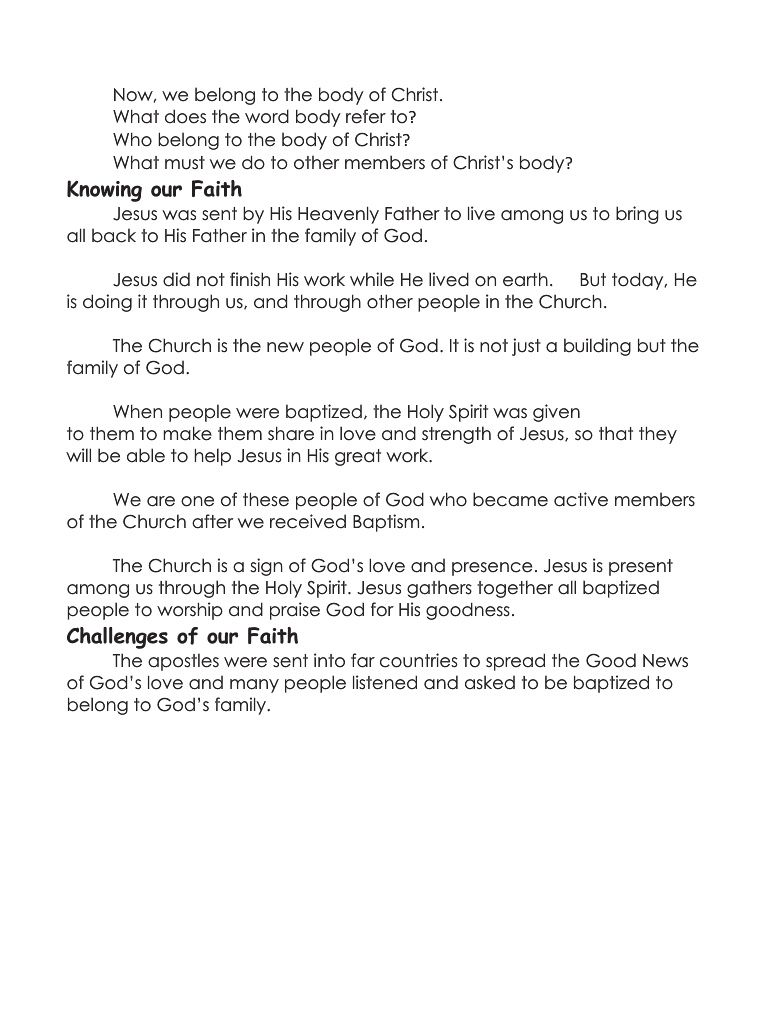 Now, we belong to the body of Christ.
What does the word body refer to?
Who belong to the body of Christ?
What must we do to other members of Christ's body?
Knowing our Faith
Jesus was sent by His Heavenly Father to live among us to bring us
all back to His Father in the family of God.
Jesus did not finish His work while He lived on earth. But today, He
is doing it through us, and through other people in the Church.
The Church is the new people of God. It is not just a building but the
family of God.
When people were baptized, the Holy Spirit was given
to them to make them share in love and strength of Jesus, so that they
will be able to help Jesus in His great work.
We are one of these people of God who became active members
of the Church after we received Baptism.
The Church is a sign of God's love and presence. Jesus is present
among us through the Holy Spirit. Jesus gathers together all baptized
people to worship and praise God for His goodness.
Challenges of our Faith
The apostles were sent into far countries to spread the Good News
of God's love and many people listened and asked to be baptized to
belong to God's family.